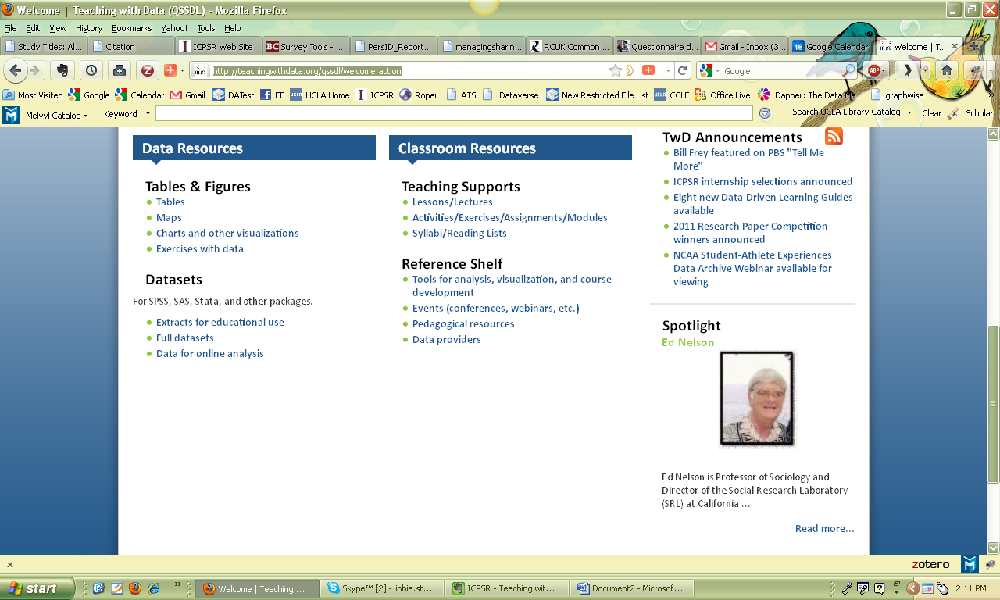 Welcome | Teaching with Data (QSSDL) - Mozilla Firefox
File Edit View History Bookmarks Yahoo! Tools Help
Study Titles: Al... Citation ICPSR Web Site BC Survey Tools - ... PersID_Report... managingsharin... RCUK Common ... Questionnaire d... Gmail - Inbox (3... 18 Google Calendar Welcome | T...
http://teachingwithdata.org/qssdl/welcome.action Google ABP
Most Visited Google Calendar Gmail DATest FB UCLA UCLA Home ICPSR Roper ATS Dataverse New Restricted File List UCLA CCLE Office Live Dapper: The Data M... graphwise
Melvyl Catalog Keyword Search UCLA Library Catalog Clear Scholar
Data Resources
Tables & Figures
Tables
Maps
Charts and other visualizations
Exercises with data
Datasets
For SPSS, SAS, Stata, and other packages.
Extracts for educational use
Full datasets
Data for online analysis
Classroom Resources
Teaching Supports
Lessons/Lectures
Activities/Exercises/Assignments/Modules
Syllabi/Reading Lists
Reference Shelf
Tools for analysis, visualization, and course
development
Events (conferences, webinars, etc.)
Pedagogical resources
Data providers
TwD Announcements
Bill Frey featured on PBS "Tell Me
More"
ICPSR internship selections announced
Eight new Data-Driven Learning Guides
available
2011 Research Paper Competition
winners announced
NCAA Student-Athlete Experiences
Data Archive Webinar available for
viewing
Spotlight
Ed Nelson
Ed Nelson is Professor of Sociology and
Director of the Social Research Laboratory
(SRL) at California ...
Read more...
x zotero M
start Welcome | Teaching ... Skype™ [2] - libbie.st... ICPSR - Teaching wit... Document2 - Microsof... 2:11 PM